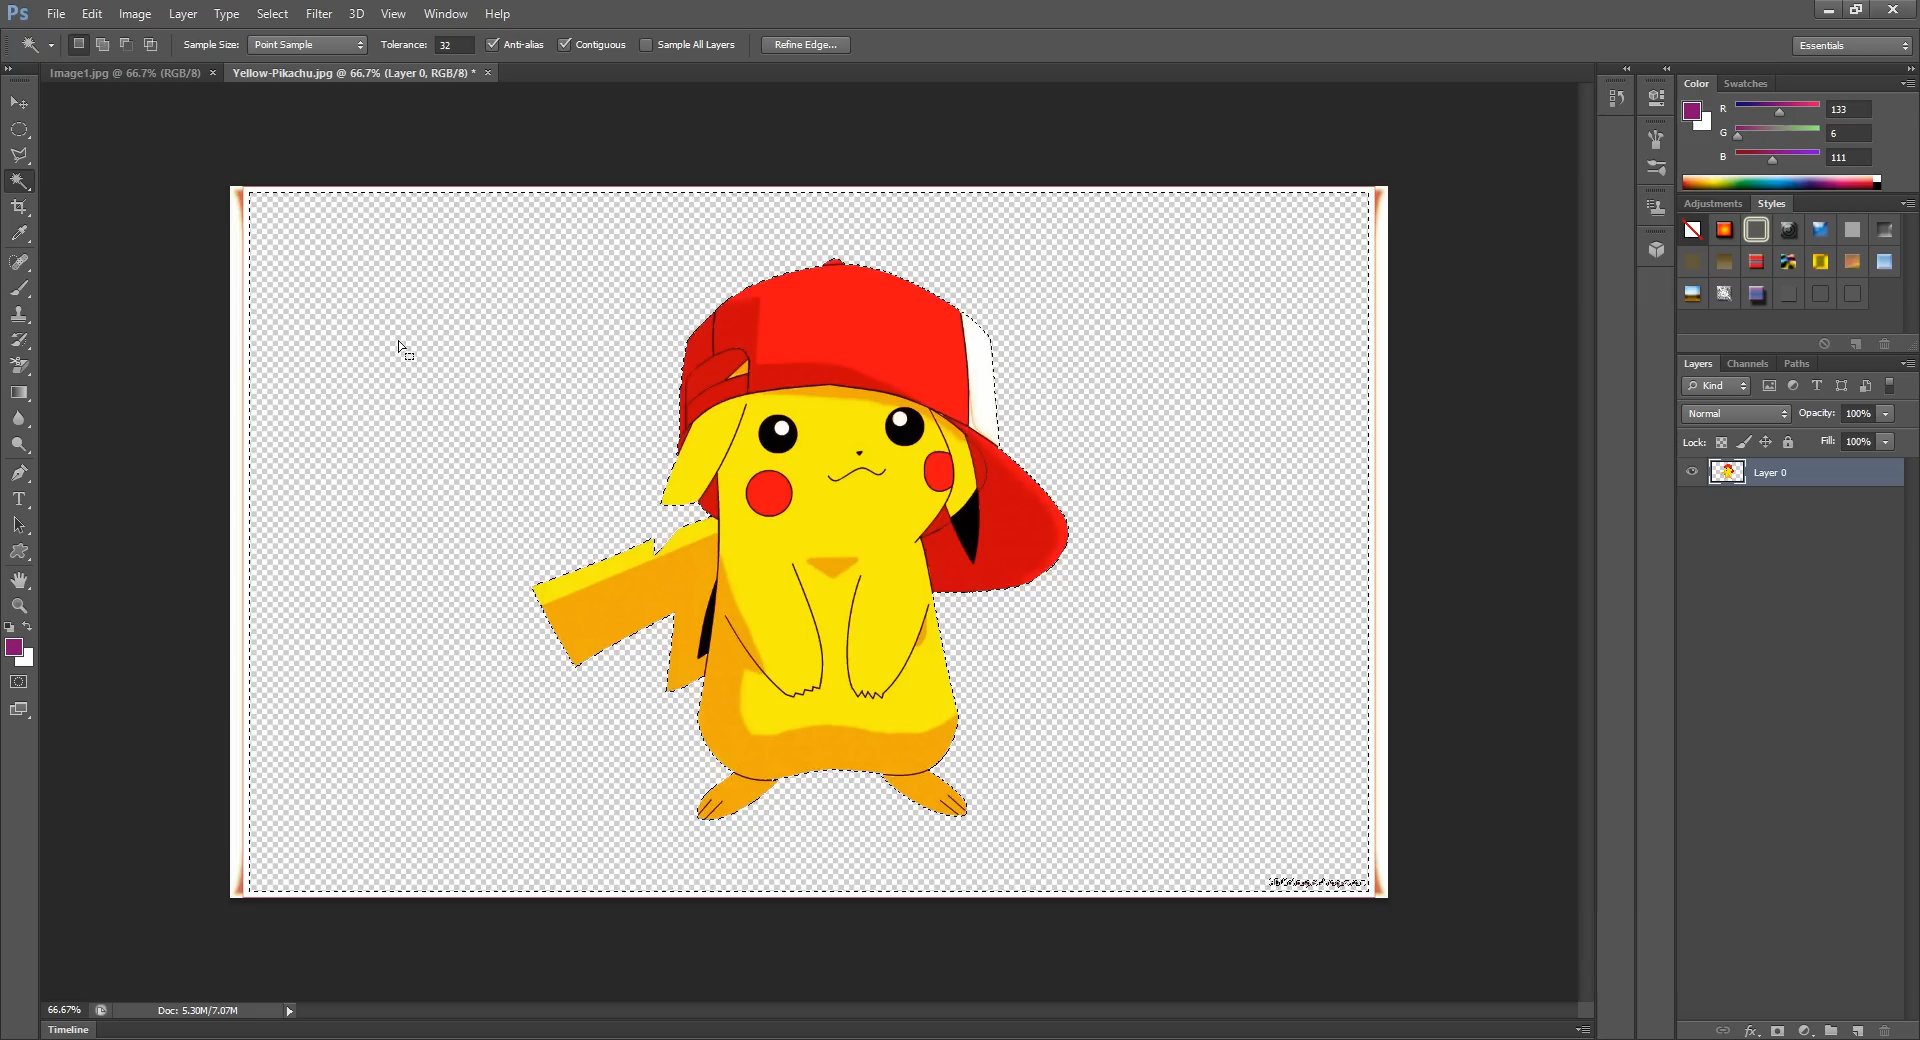 Ps File Edit Image Layer Type Select Filter 3D View Window Help
Sample Size: Point Sample Tolerance: 32 Anti-alias Contiguous Sample All Layers Refine Edge... Essentials
Image1.jpg @ 66.7% (RGB/8) × Yellow-Pikachu.jpg @ 66.7% (Layer 0, RGB/8) * ×
Color Swatches
R 133
G 6
B 111
Adjustments Styles
Layers Channels Paths
Kind
Normal Opacity: 100%
Lock: Fill: 100%
Layer 0
66.67% Doc: 5.30M/7.07M
Timeline